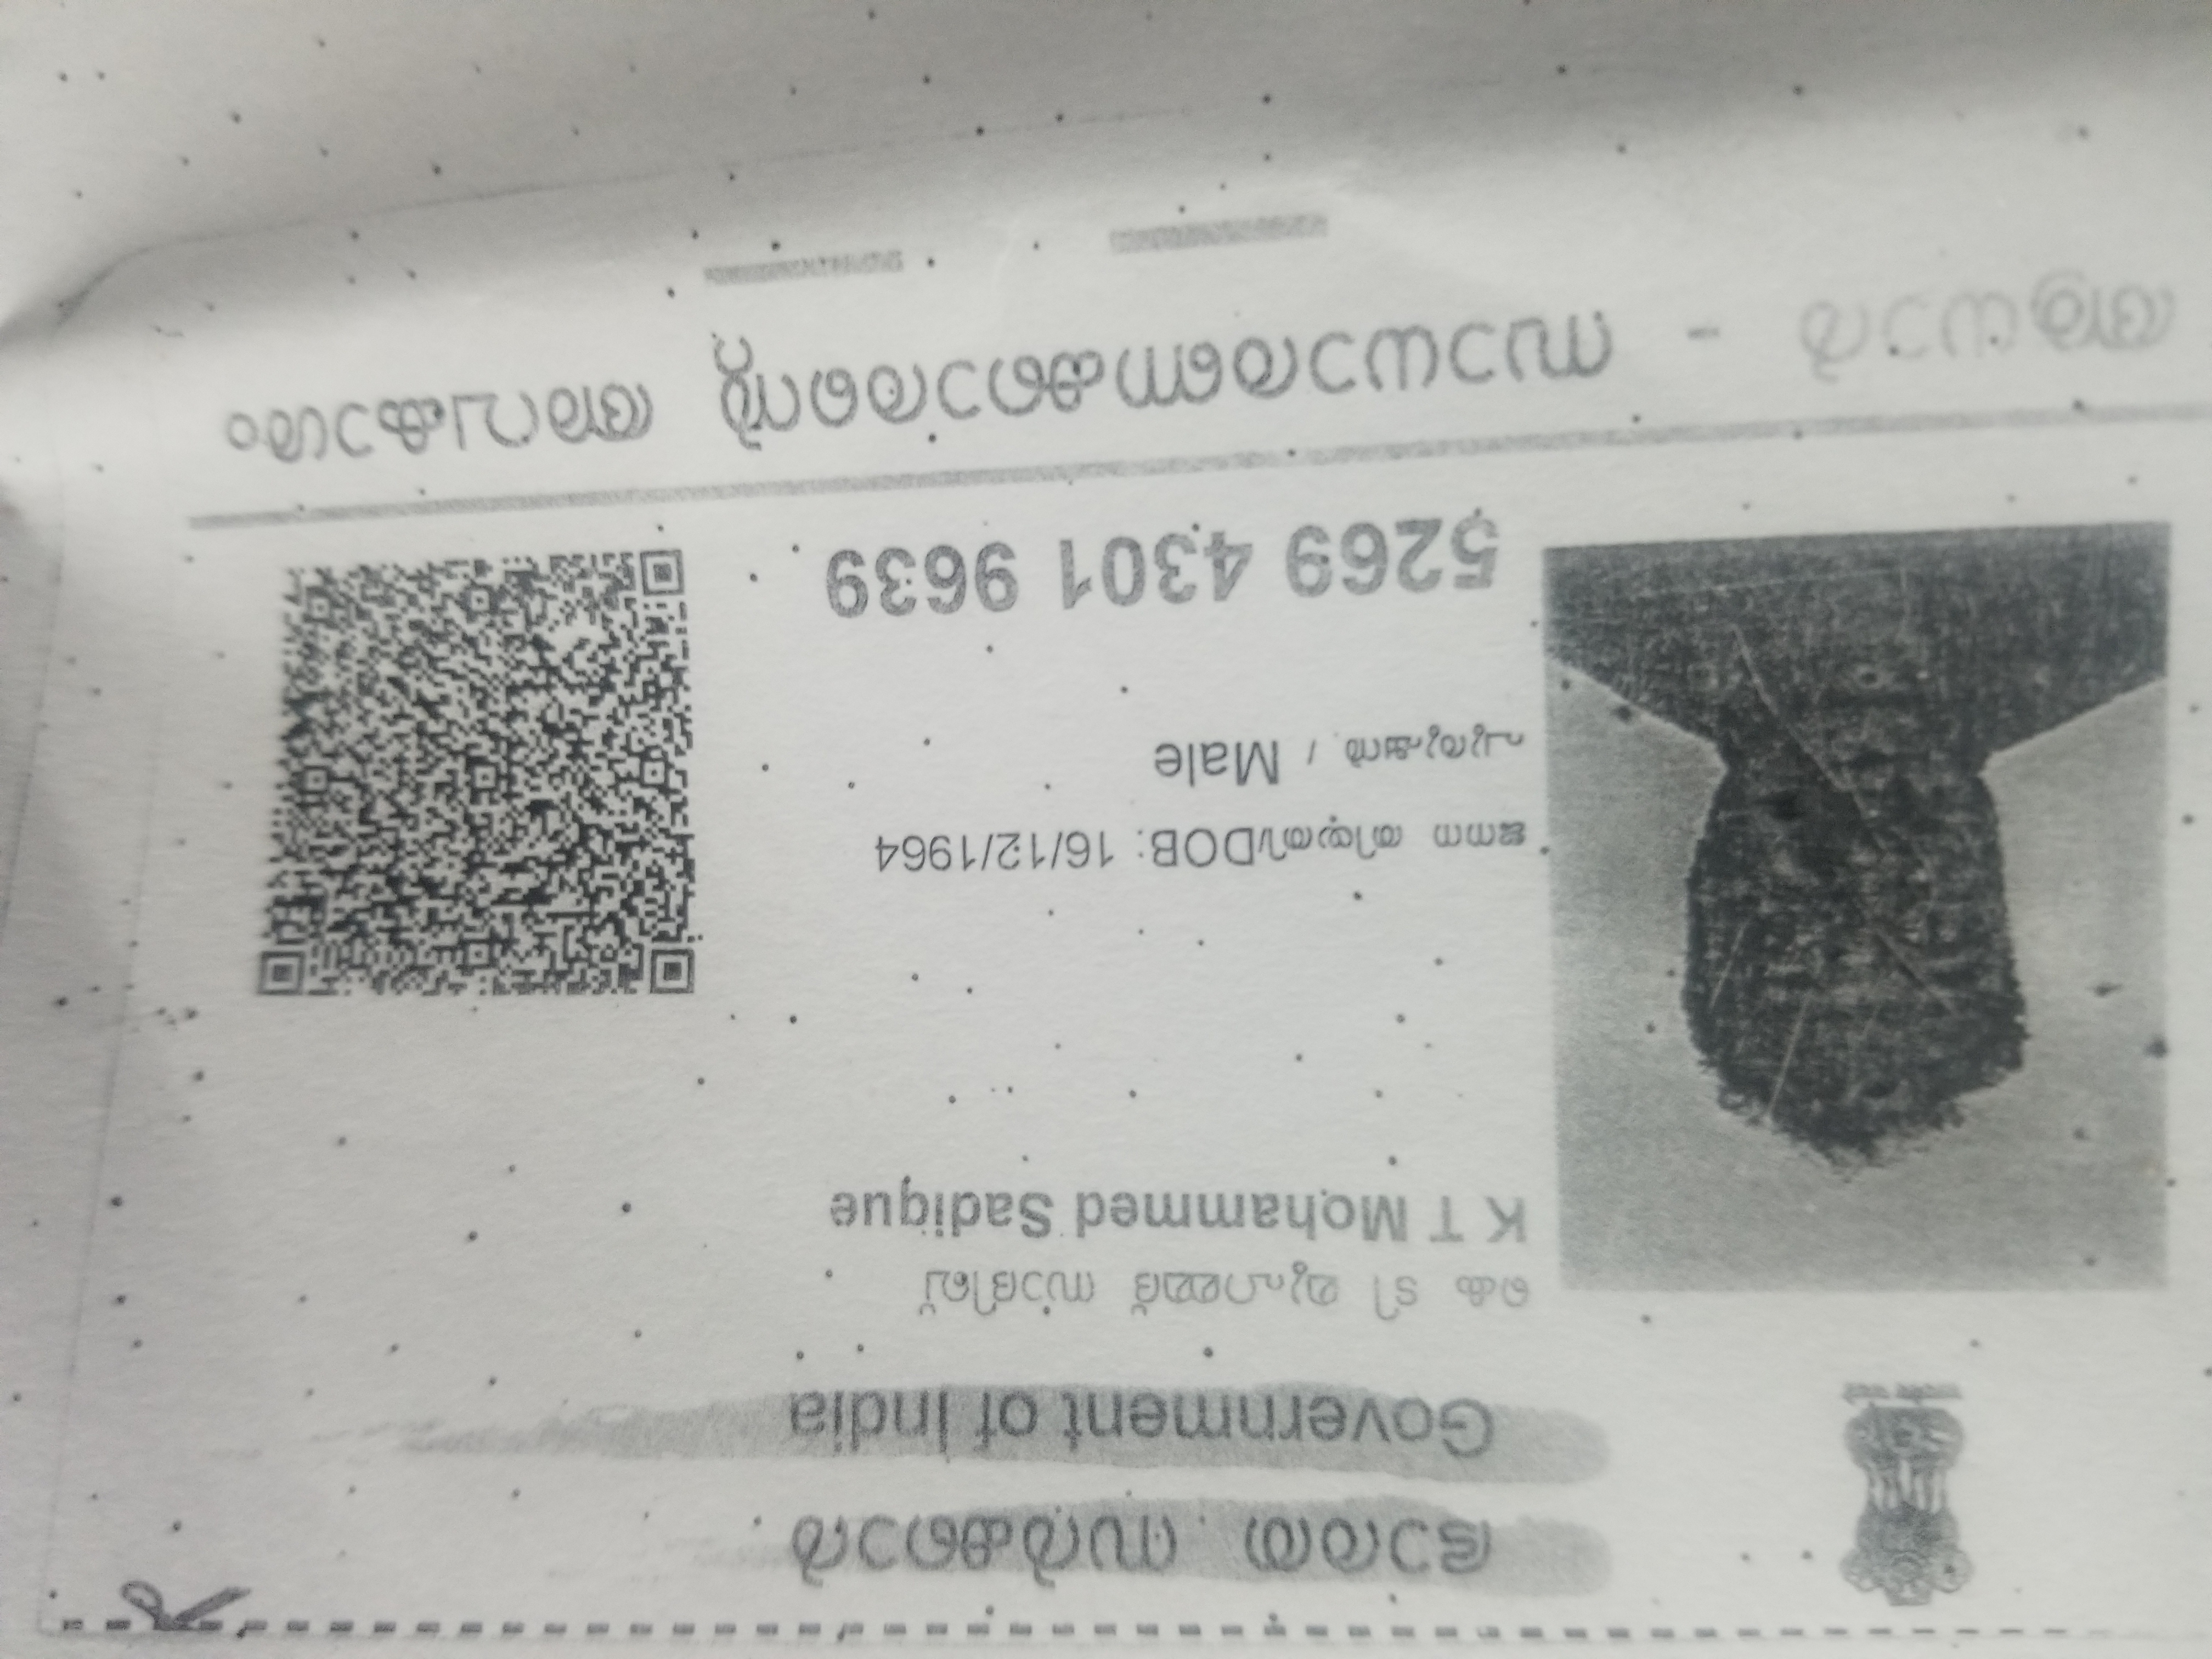 ഭാരത സർക്കാർ
Government of India
കെ ടി മുഹമ്മദ് സാദിഖ്
K T Mohammed Sadique
ജനന തിയതി/DOB: 16/12/1964
പുരുഷൻ / Male
5269 4301 9639
ആധാർ - സാധാരണക്കാരന്റെ അവകാശം